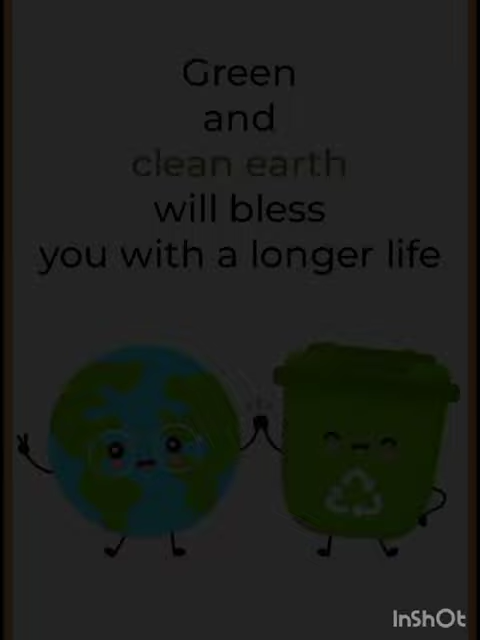 Green
and
clean earth
will bless
you with a longer life
InShOt